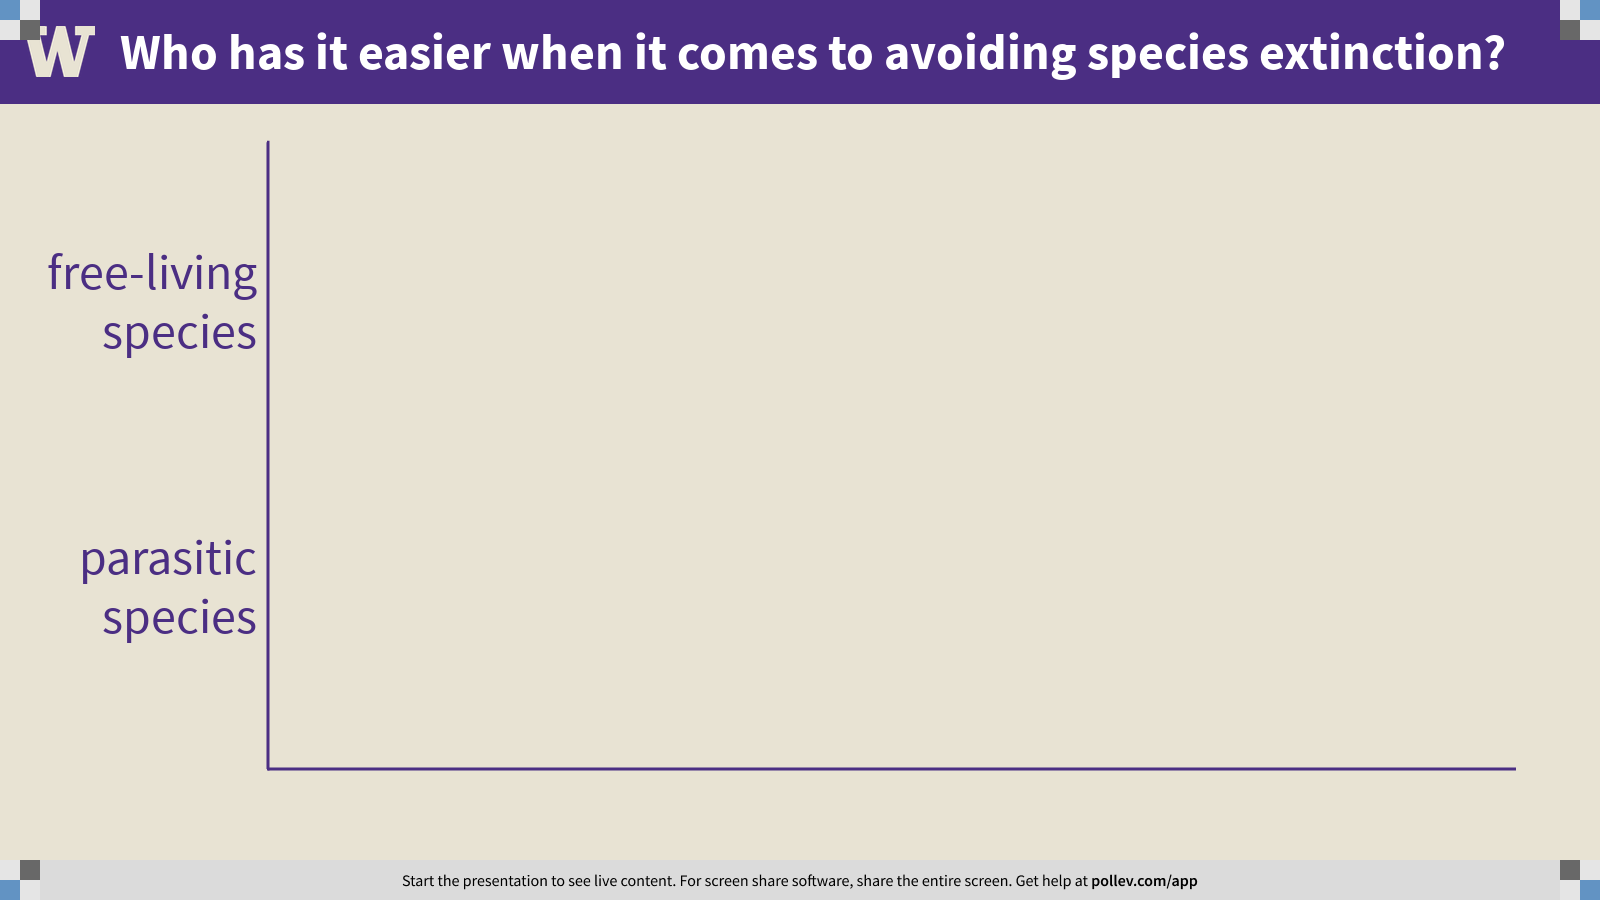 W Who has it easier when it comes to avoiding species extinction?
free-living
species
parasitic
species
Start the presentation to see live content. For screen share software, share the entire screen. Get help at pollev.com/app